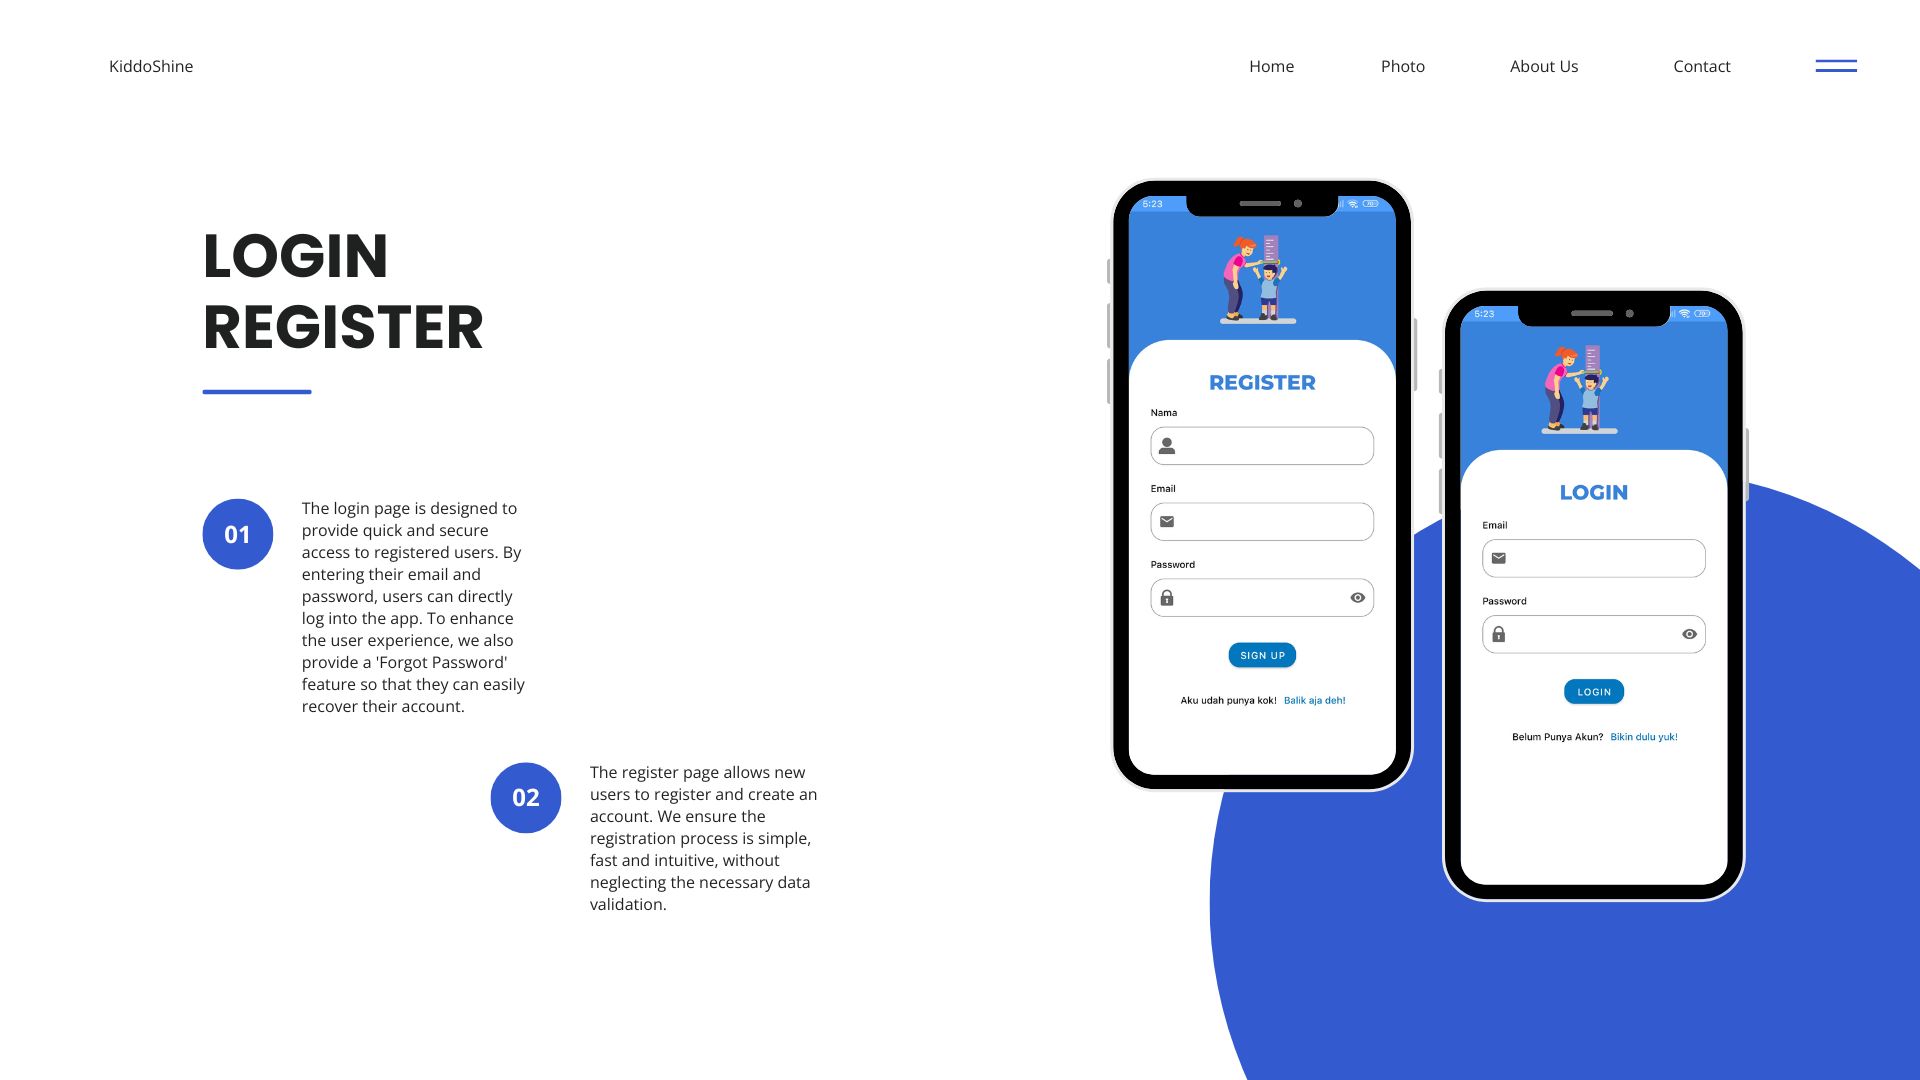 KiddoShine
Home
Photo
About Us
Contact
LOGIN
REGISTER
01
The login page is designed to
provide quick and secure
access to registered users. By
entering their email and
password, users can directly
log into the app. To enhance
the user experience, we also
provide a 'Forgot Password'
feature so that they can easily
recover their account.
02
The register page allows new
users to register and create an
account. We ensure the
registration process is simple,
fast and intuitive, without
neglecting the necessary data
validation.
5:23
70
REGISTER
Nama
Email
Password
SIGN UP
Aku udah punya kok! Balik aja deh!
5:23
70
LOGIN
Email
Password
LOGIN
Belum Punya Akun? Bikin dulu yuk!